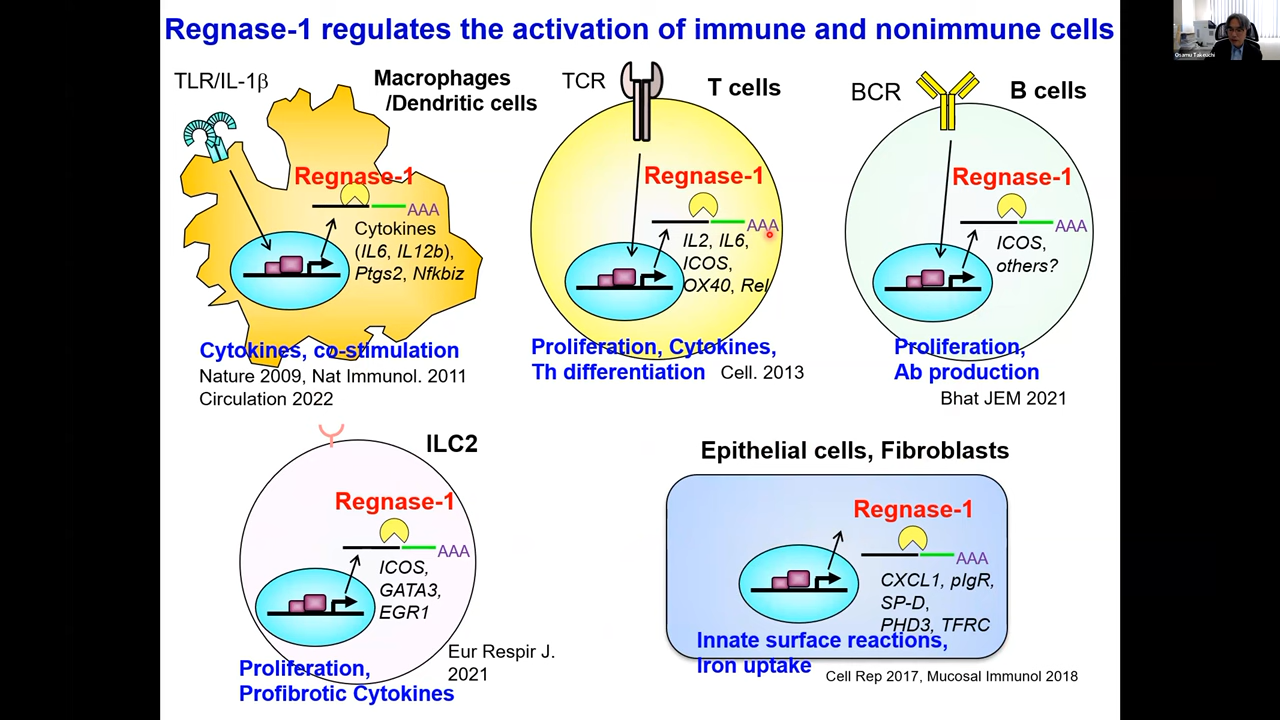 Regnase-1 regulates the activation of immune and nonimmune cells
Osamu Takeuchi
TLR/IL-1β
Macrophages
/Dendritic cells
Regnase-1
AAA
Cytokines
(IL6, IL12b),
Ptgs2, Nfkbiz
Cytokines, co-stimulation
Nature 2009, Nat Immunol. 2011
Circulation 2022
TCR
T cells
Regnase-1
AAA
IL2, IL6,
ICOS,
OX40, Rel
Proliferation, Cytokines,
Th differentiation
Cell. 2013
BCR
B cells
Regnase-1
AAA
ICOS,
others?
Proliferation,
Ab production
Bhat JEM 2021
ILC2
Regnase-1
AAA
ICOS,
GATA3,
EGR1
Proliferation,
Profibrotic Cytokines
Eur Respir J.
2021
Epithelial cells, Fibroblasts
Regnase-1
AAA
CXCL1, pIgR,
SP-D,
PHD3, TFRC
Innate surface reactions,
Iron uptake
Cell Rep 2017, Mucosal Immunol 2018